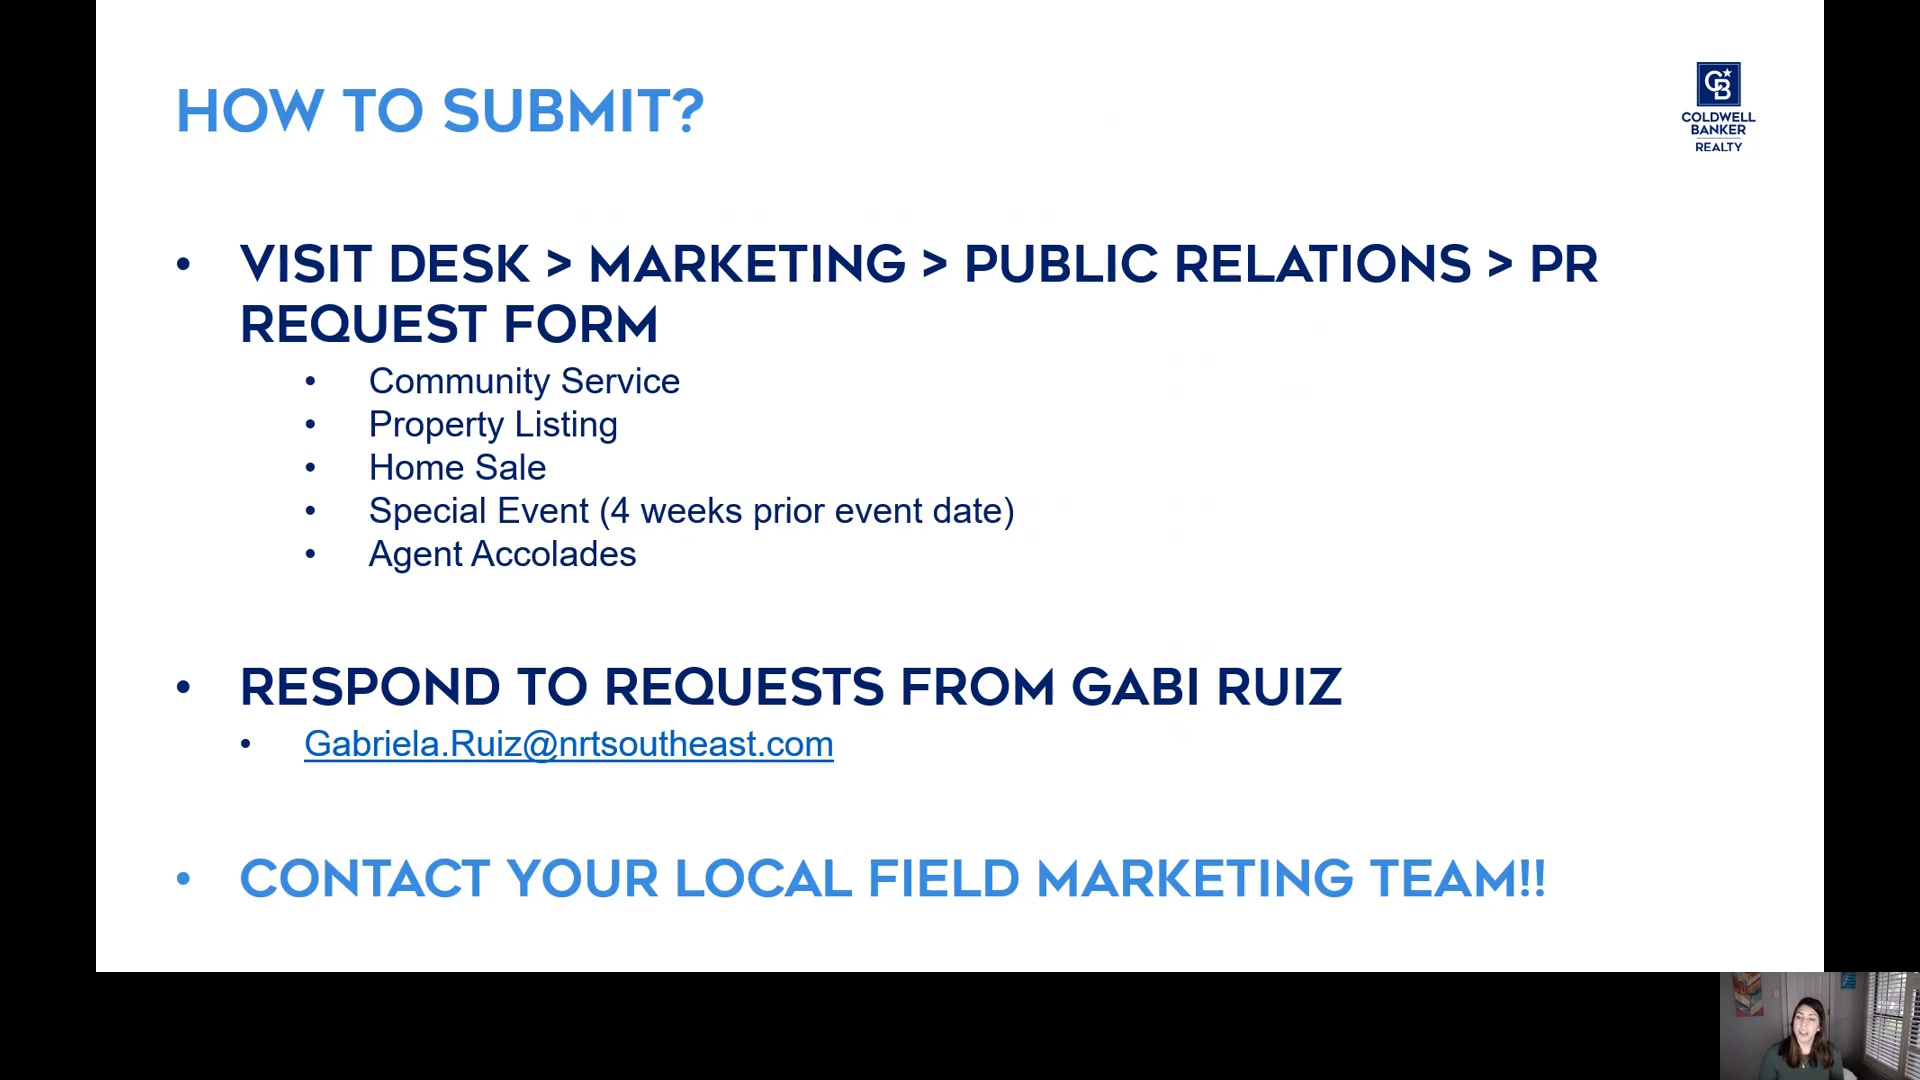 HOW TO SUBMIT?
CB
COLDWELL
BANKER
REALTY
• VISIT DESK > MARKETING > PUBLIC RELATIONS > PR
REQUEST FORM
• Community Service
• Property Listing
• Home Sale
• Special Event (4 weeks prior event date)
• Agent Accolades
• RESPOND TO REQUESTS FROM GABI RUIZ
• Gabriela.Ruiz@nrtsoutheast.com
• CONTACT YOUR LOCAL FIELD MARKETING TEAM!!